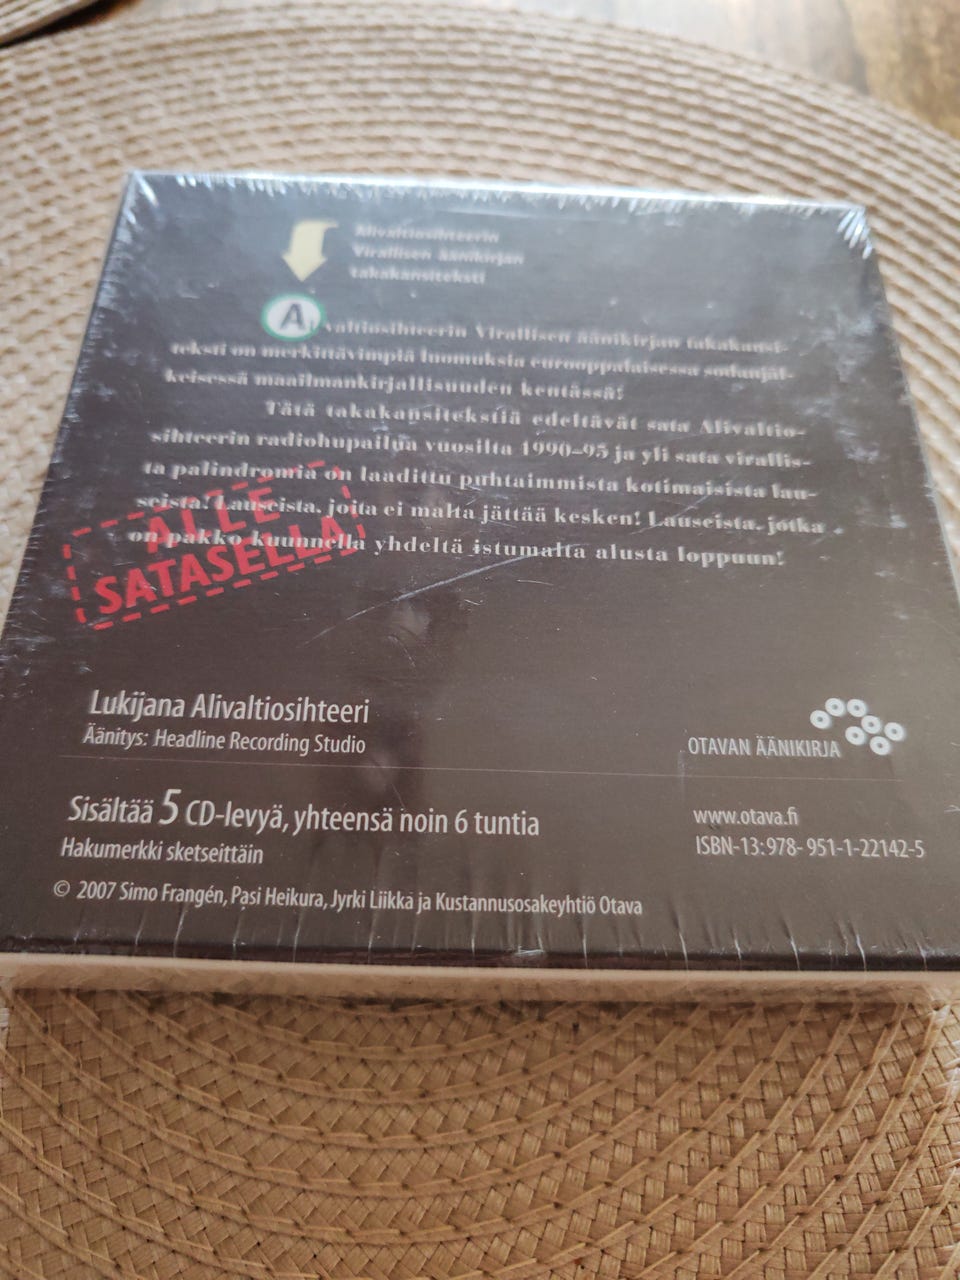 Alivaltiosihteerin
Virallisen äänikirjan
takakansiteksti
Alivaltiosihteerin Virallisen äänikirjan takakansi-
teksti on merkittävimpiä luomuksia eurooppalaisessa sodanjäl-
keisessä maailmankirjallisuuden kentässä!
Tätä takakansitekstiä edeltävät sata Alivaltio-
sihteerin radiohupailua vuosilta 1990–95 ja yli sata virallis-
ta palindromia on laadittu puhtaimmista kotimaisista lau-
seista! Lauseista, joita ei malta jättää kesken! Lauseista, jotka
on pakko kuunnella yhdeltä istumalta alusta loppuun!
ALLE
SATASELLA
Lukijana Alivaltiosihteeri
Äänitys: Headline Recording Studio
OTAVAN ÄÄNIKIRJA
Sisältää 5 CD-levyä, yhteensä noin 6 tuntia
Hakumerkki sketseittäin
www.otava.fi
ISBN-13:978- 951-1-22142-5
© 2007 Simo Frangén, Pasi Heikura, Jyrki Liikka ja Kustannusosakeyhtiö Otava